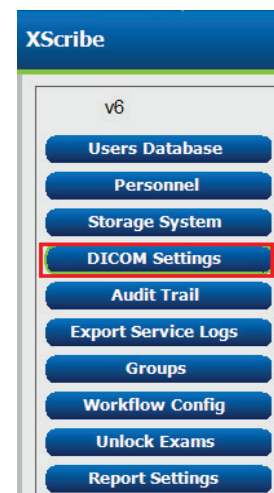 XScribe
v6
Users Database
Personnel
Storage System
DICOM Settings
Audit Trail
Export Service Logs
Groups
Workflow Config
Unlock Exams
Report Settings